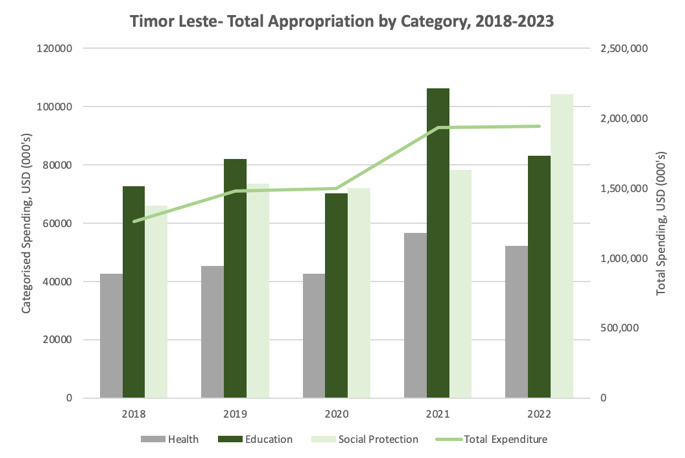 Timor Leste- Total Appropriation by Category, 2018-2023
120000
100000
80000
60000
40000
20000
0
Categorised Spending, USD (000's)
2,500,000
2,000,000
1,500,000
1,000,000
500,000
0
Total Spending, USD (000's)
2018 2019 2020 2021 2022
Health Education Social Protection Total Expenditure